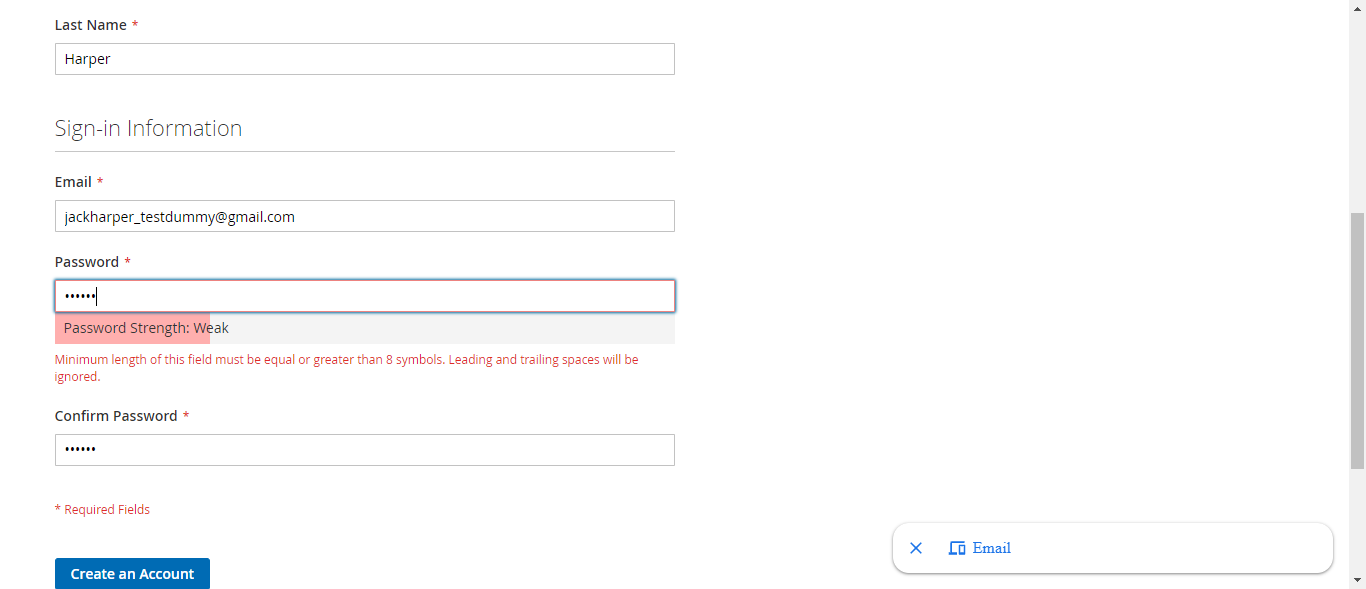 Last Name *
Harper
Sign-in Information
Email *
jackharper_testdummy@gmail.com
Password *
••••••
Password Strength: Weak
Minimum length of this field must be equal or greater than 8 symbols. Leading and trailing spaces will be
ignored.
Confirm Password *
••••••
* Required Fields
Create an Account
Email